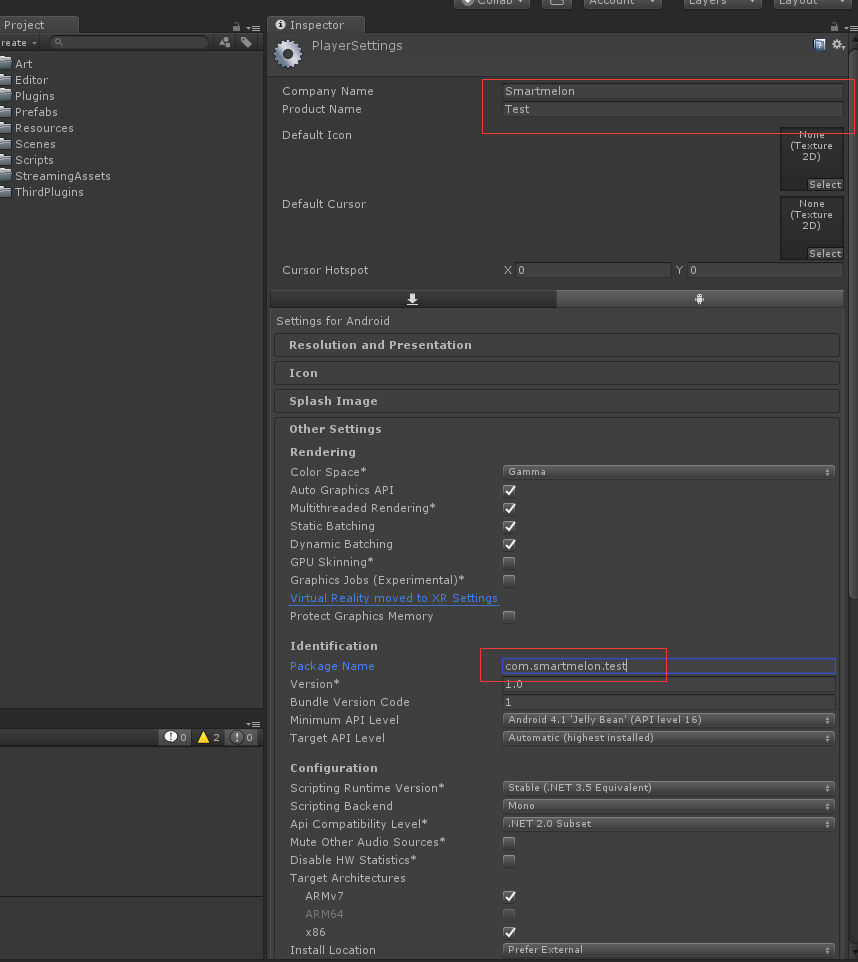 Collab
Account
Layers
Layout
Project
reate
Art
Editor
Plugins
Prefabs
Resources
Scenes
Scripts
StreamingAssets
ThirdPlugins
0 2 0
Inspector
PlayerSettings
Company Name Smartmelon
Product Name Test
Default Icon
None
(Texture
2D)
Select
Default Cursor
None
(Texture
2D)
Select
Cursor Hotspot X 0 Y 0
Settings for Android
Resolution and Presentation
Icon
Splash Image
Other Settings
Rendering
Color Space* Gamma
Auto Graphics API
Multithreaded Rendering*
Static Batching
Dynamic Batching
GPU Skinning*
Graphics Jobs (Experimental)*
Virtual Reality moved to XR Settings
Protect Graphics Memory
Identification
Package Name com.smartmelon.test
Version* 1.0
Bundle Version Code 1
Minimum API Level Android 4.1 'Jelly Bean' (API level 16)
Target API Level Automatic (highest installed)
Configuration
Scripting Runtime Version* Stable (.NET 3.5 Equivalent)
Scripting Backend Mono
Api Compatibility Level* .NET 2.0 Subset
Mute Other Audio Sources*
Disable HW Statistics*
Target Architectures
ARMv7
ARM64
x86
Install Location Prefer External